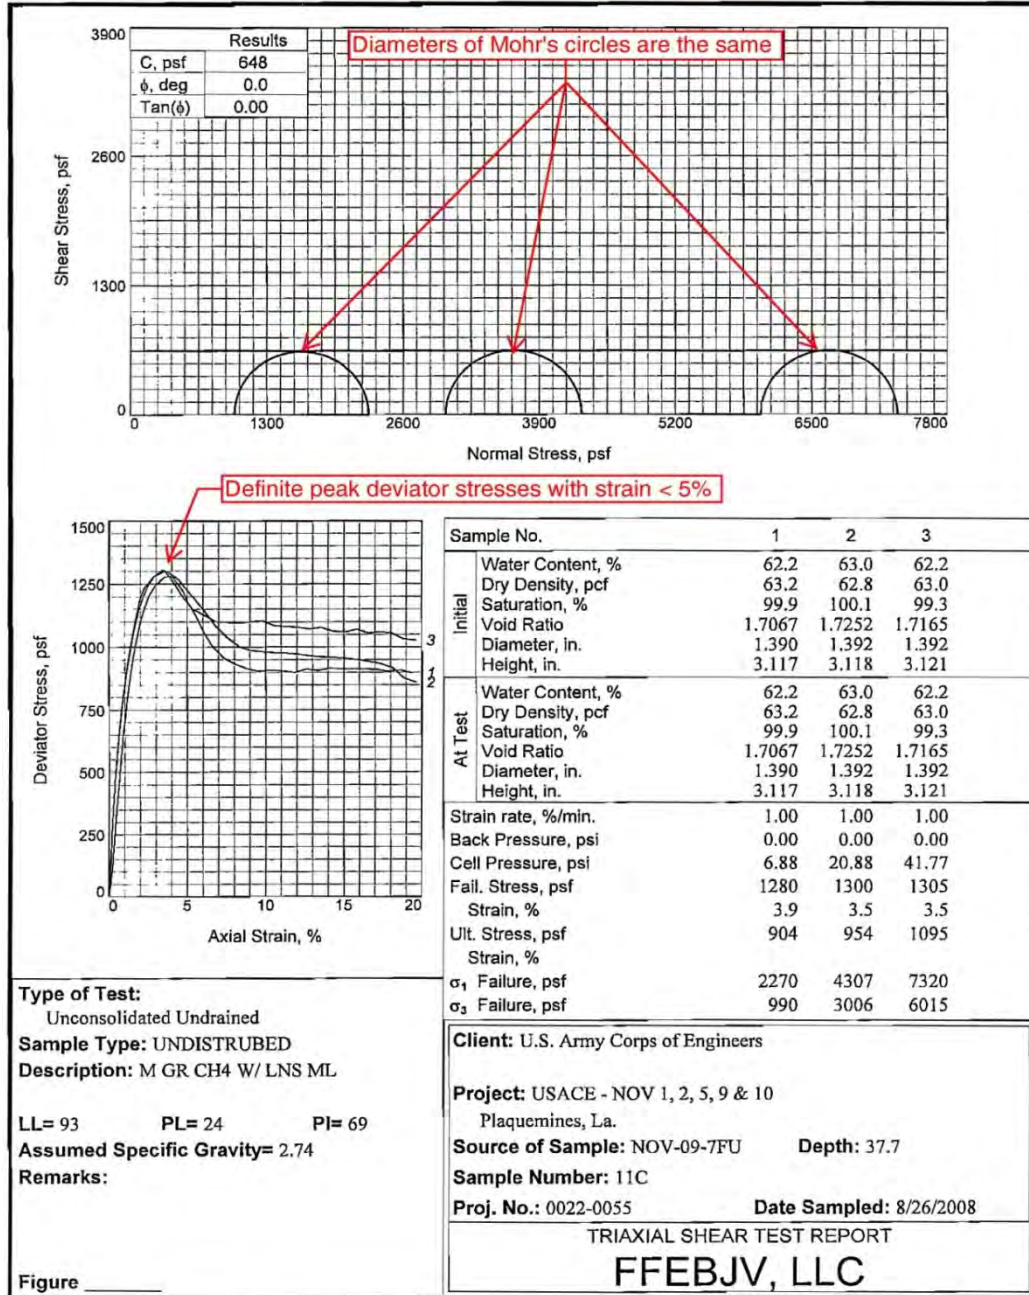 Results
C, psf 648
ϕ, deg 0.0
Tan(ϕ) 0.00
Diameters of Mohr's circles are the same
3900
2600
1300
0
Shear Stress, psf
0 1300 2600 3900 5200 6500 7800
Normal Stress, psf
Definite peak deviator stresses with strain < 5%
1500
1250
1000
750
500
250
0
Deviator Stress, psf
3
1
2
0 5 10 15 20
Axial Strain, %
Sample No. 1 2 3
Initial
Water Content, % 62.2 63.0 62.2
Dry Density, pcf 63.2 62.8 63.0
Saturation, % 99.9 100.1 99.3
Void Ratio 1.7067 1.7252 1.7165
Diameter, in. 1.390 1.392 1.392
Height, in. 3.117 3.118 3.121
At Test
Water Content, % 62.2 63.0 62.2
Dry Density, pcf 63.2 62.8 63.0
Saturation, % 99.9 100.1 99.3
Void Ratio 1.7067 1.7252 1.7165
Diameter, in. 1.390 1.392 1.392
Height, in. 3.117 3.118 3.121
Strain rate, %/min. 1.00 1.00 1.00
Back Pressure, psi 0.00 0.00 0.00
Cell Pressure, psi 6.88 20.88 41.77
Fail. Stress, psf 1280 1300 1305
Strain, % 3.9 3.5 3.5
Ult. Stress, psf 904 954 1095
Strain, %
σ₁ Failure, psf 2270 4307 7320
σ₃ Failure, psf 990 3006 6015
Type of Test:
Unconsolidated Undrained
Sample Type: UNDISTRUBED
Description: M GR CH4 W/ LNS ML
LL= 93 PL= 24 PI= 69
Assumed Specific Gravity= 2.74
Remarks:
Figure
Client: U.S. Army Corps of Engineers
Project: USACE - NOV 1, 2, 5, 9 & 10
Plaquemines, La.
Source of Sample: NOV-09-7FU Depth: 37.7
Sample Number: 11C
Proj. No.: 0022-0055 Date Sampled: 8/26/2008
TRIAXIAL SHEAR TEST REPORT
FFEBJV, LLC